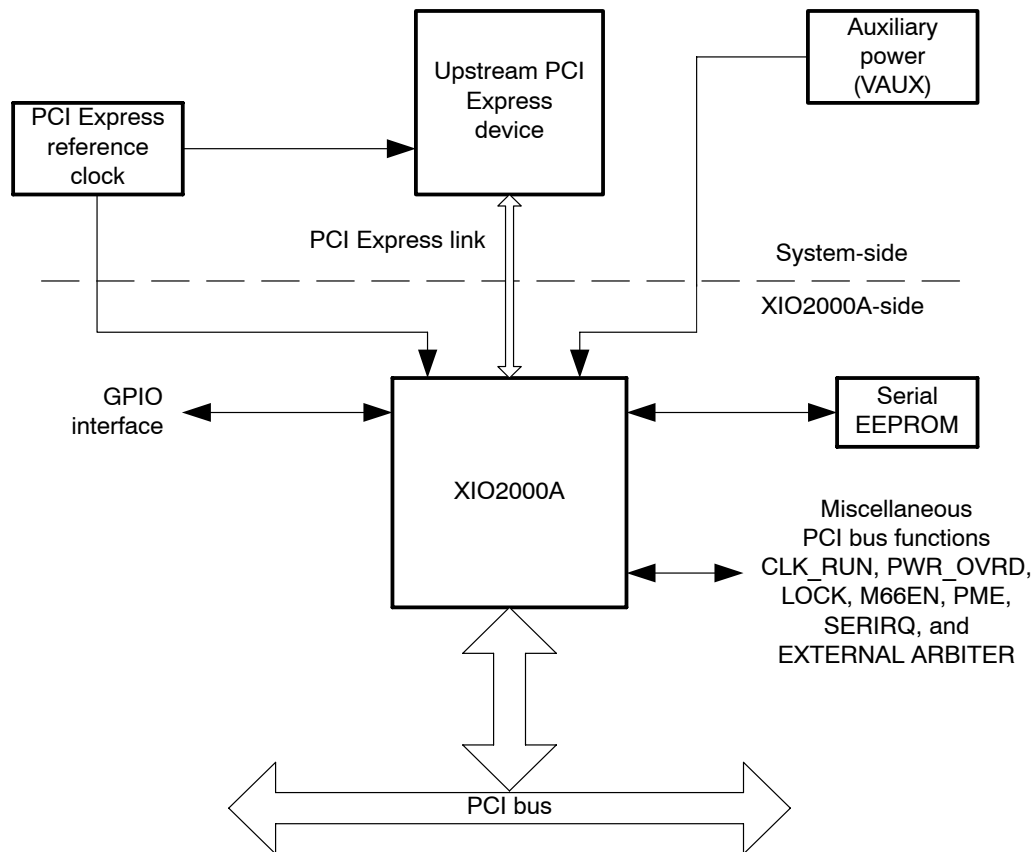 PCI Express
reference
clock
Upstream PCI
Express
device
Auxiliary
power
(VAUX)
PCI Express link
System-side
XIO2000A-side
GPIO
interface
XIO2000A
Serial
EEPROM
Miscellaneous
PCI bus functions
CLK_RUN, PWR_OVRD,
LOCK, M66EN, PME,
SERIRQ, and
EXTERNAL ARBITER
PCI bus